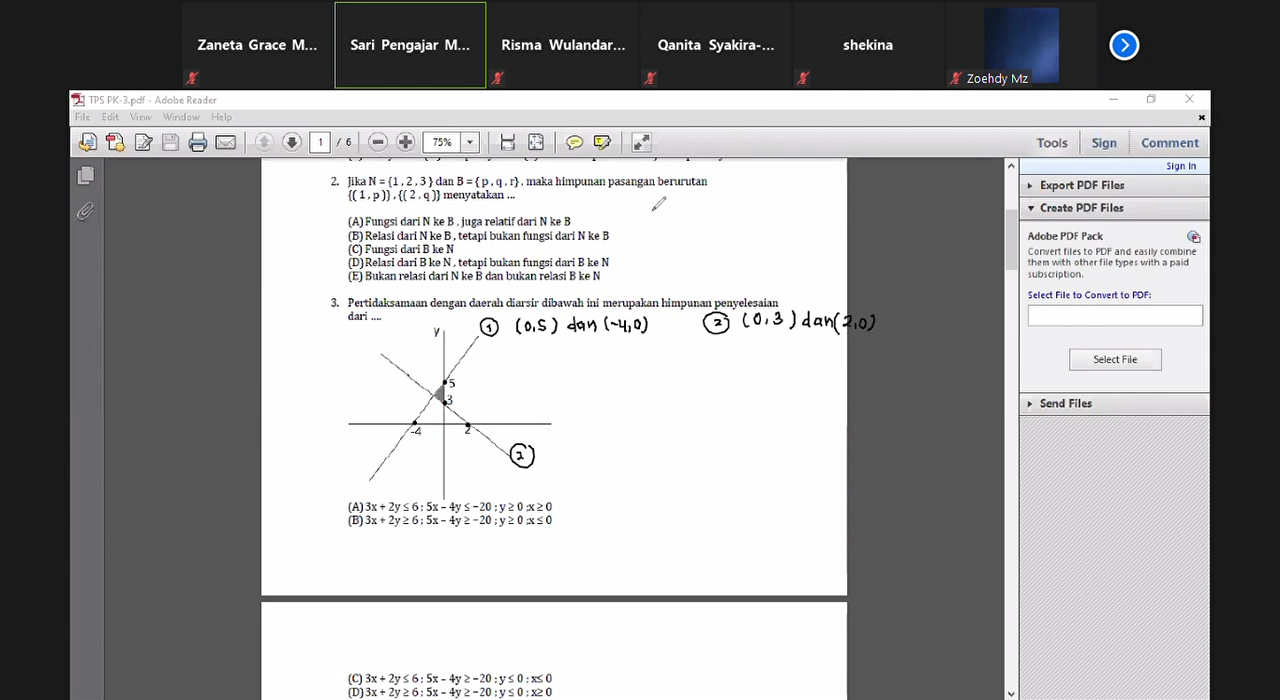 Zaneta Grace M...
Sari Pengajar M...
Risma Wulandar...
Qanita Syakira-...
shekina
Zoehdy Mz
TPS PK-3.pdf - Adobe Reader
File Edit View Window Help
1 / 6 75% Tools Sign Comment
Sign In
Export PDF Files
Create PDF Files
Adobe PDF Pack
Convert files to PDF and easily combine
them with other file types with a paid
subscription.
Select File to Convert to PDF:
Select File
Send Files
2. Jika N = {1, 2, 3} dan B = {p, q, r}, maka himpunan pasangan berurutan
{(1, p)}, {(2, q)} menyatakan ...
(A) Fungsi dari N ke B, juga relatif dari N ke B
(B) Relasi dari N ke B, tetapi bukan fungsi dari N ke B
(C) Fungsi dari B ke N
(D) Relasi dari B ke N, tetapi bukan fungsi dari B ke N
(E) Bukan relasi dari N ke B dan bukan relasi B ke N
3. Pertidaksamaan dengan daerah diarsir dibawah ini merupakan himpunan penyelesaian
dari ....
① (0,5) dan (-4,0) ② (0,3) dan (2,0)
y
5
3
-4 2
②
(A) 3x + 2y ≤ 6 ; 5x – 4y ≤ –20 ; y ≥ 0 ; x ≥ 0
(B) 3x + 2y ≥ 6 ; 5x – 4y ≥ –20 ; y ≥ 0 ; x ≤ 0
(C) 3x + 2y ≤ 6 ; 5x – 4y ≥ –20 ; y ≤ 0 ; x ≤ 0
(D) 3x + 2y ≥ 6 ; 5x – 4y ≥ –20 ; y ≤ 0 ; x ≥ 0